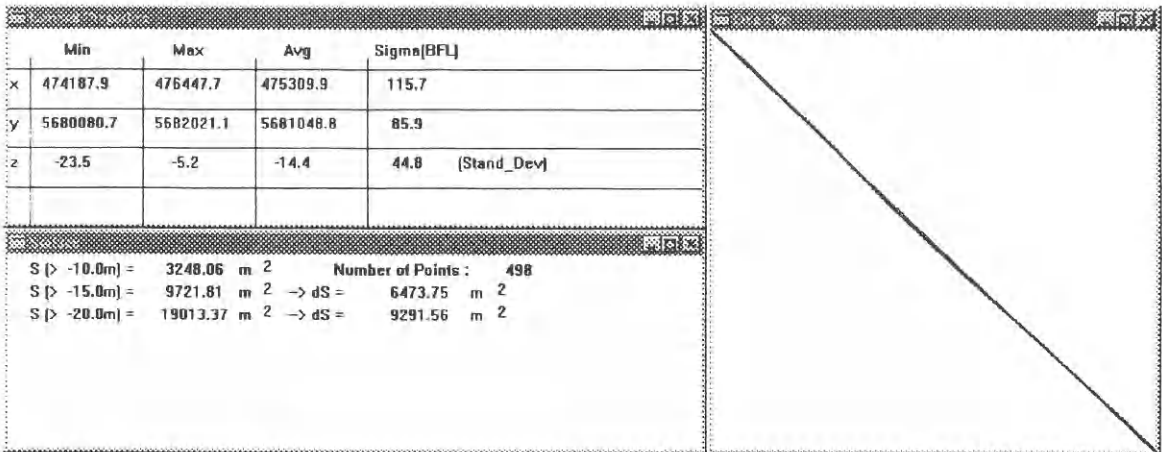 Min Max Avg Sigma(BFL)
x 474187.9 476447.7 475309.9 115.7
y 5680080.7 5682021.1 5681048.8 85.9
z -23.5 -5.2 -14.4 44.8 (Stand_Dev)
S (> -10.0m) = 3248.06 m 2 Number of Points : 498
S (> -15.0m) = 9721.81 m 2 –> dS = 6473.75 m 2
S (> -20.0m) = 19013.37 m 2 –> dS = 9291.56 m 2